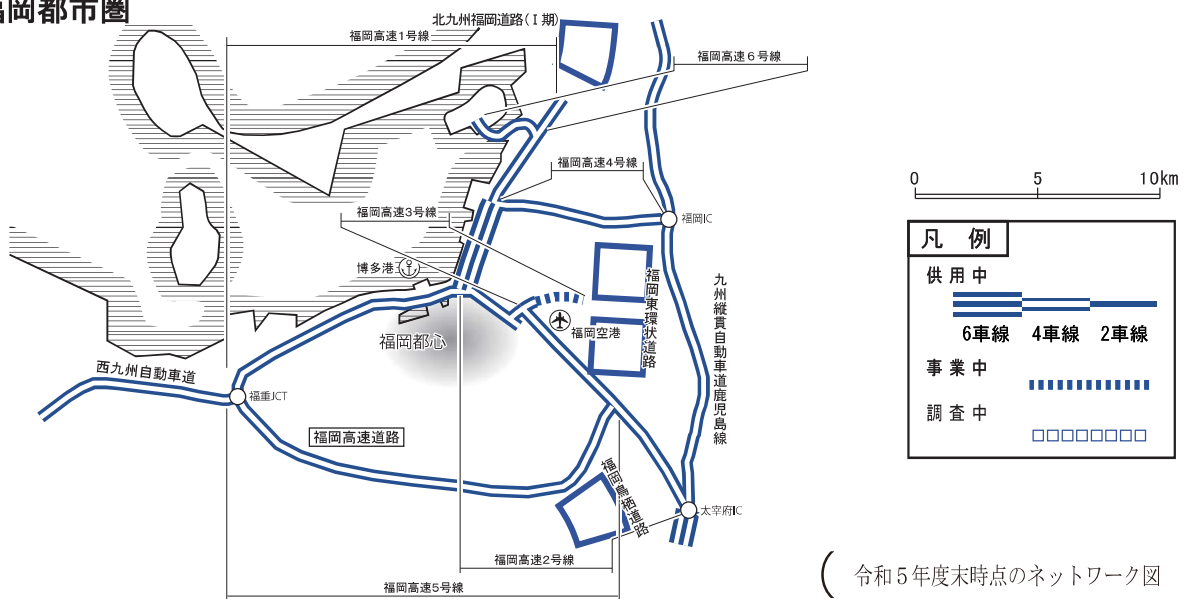 福岡都市圏
北九州福岡道路（Ⅰ期）
福岡高速1号線
福岡高速6号線
福岡高速4号線
福岡高速3号線
福岡IC
博多港
福岡東環状道路
九州縦貫自動車道鹿児島線
福岡空港
福岡都心
西九州自動車道
福重JCT
福岡高速道路
福岡鳥栖道路
太宰府IC
福岡高速2号線
福岡高速5号線
0 5 10km
凡例
供用中
6車線 4車線 2車線
事業中
調査中
（ 令和５年度末時点のネットワーク図